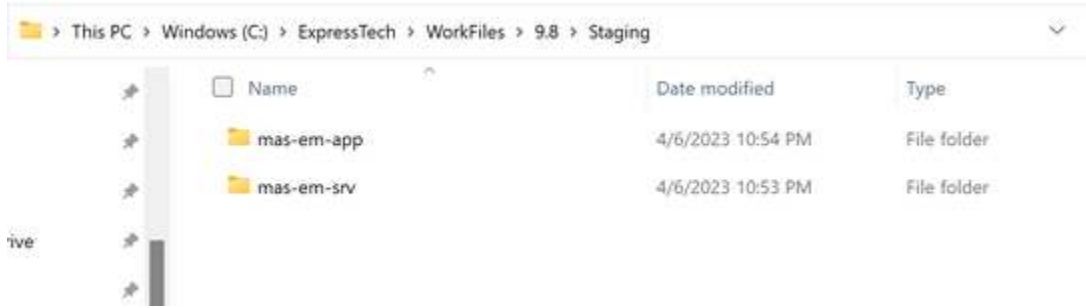 This PC > Windows (C:) > ExpressTech > WorkFiles > 9.8 > Staging
Name Date modified Type
mas-em-app 4/6/2023 10:54 PM File folder
mas-em-srv 4/6/2023 10:53 PM File folder
rive